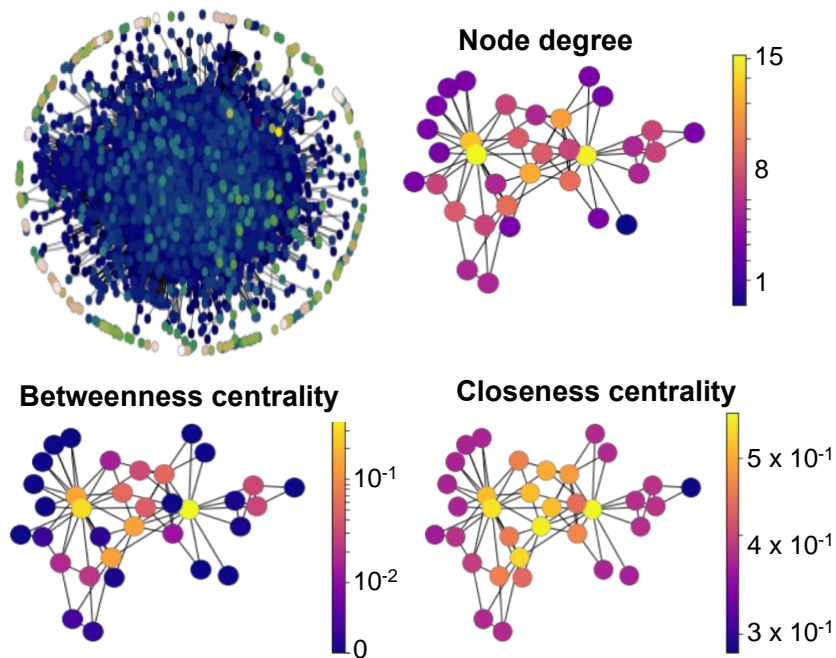 Node degree
15
8
1
Betweenness centrality
10⁻¹
10⁻²
0
Closeness centrality
5 x 10⁻¹
4 x 10⁻¹
3 x 10⁻¹